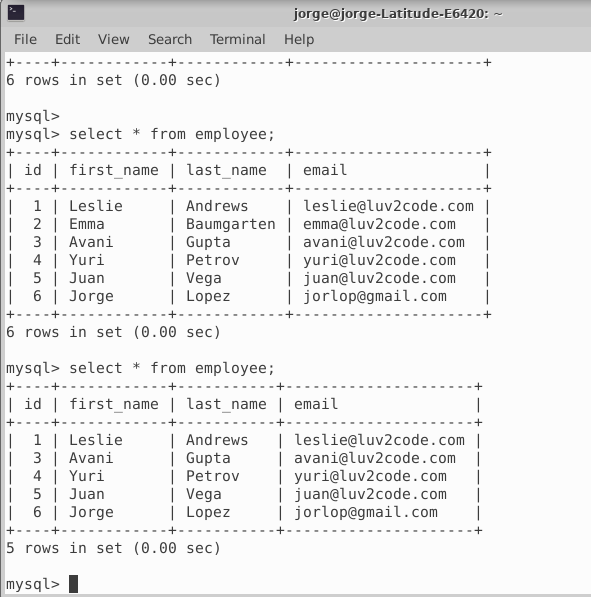 jorge@jorge-Latitude-E6420: ~
File Edit View Search Terminal Help
+----+------------+------------+--------------------+
6 rows in set (0.00 sec)
mysql>
mysql> select * from employee;
+----+------------+------------+--------------------+
| id | first_name | last_name  | email              |
+----+------------+------------+--------------------+
|  1 | Leslie     | Andrews    | leslie@luv2code.com |
|  2 | Emma       | Baumgarten | emma@luv2code.com   |
|  3 | Avani      | Gupta      | avani@luv2code.com  |
|  4 | Yuri       | Petrov     | yuri@luv2code.com   |
|  5 | Juan       | Vega       | juan@luv2code.com   |
|  6 | Jorge      | Lopez      | jorlop@gmail.com    |
+----+------------+------------+--------------------+
6 rows in set (0.00 sec)
mysql> select * from employee;
+----+------------+-----------+---------------------+
| id | first_name | last_name | email               |
+----+------------+-----------+---------------------+
|  1 | Leslie     | Andrews   | leslie@luv2code.com |
|  3 | Avani      | Gupta     | avani@luv2code.com  |
|  4 | Yuri       | Petrov    | yuri@luv2code.com   |
|  5 | Juan       | Vega      | juan@luv2code.com   |
|  6 | Jorge      | Lopez     | jorlop@gmail.com    |
+----+------------+-----------+---------------------+
5 rows in set (0.00 sec)
mysql>